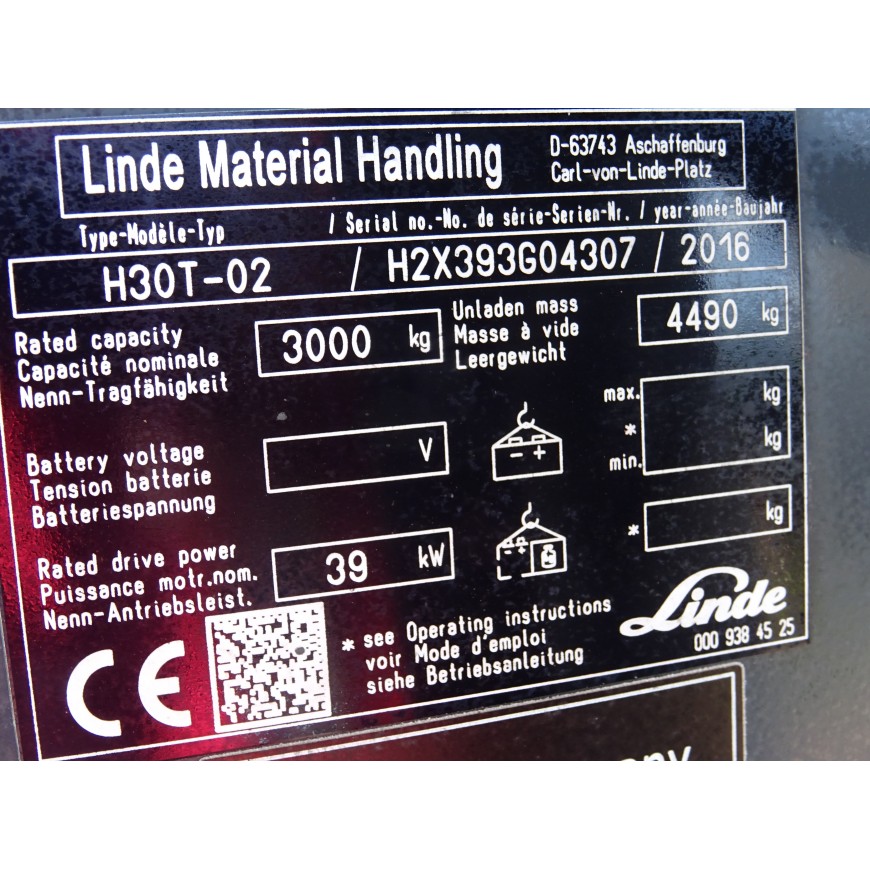 Linde Material Handling
D-63743 Aschaffenburg
Carl-von-Linde-Platz
Type-Modèle-Typ / Serial no.-No. de série-Serien-Nr. / year-année-Baujahr
H30T-02 / H2X393G04307 / 2016
Rated capacity
Capacité nominale
Nenn-Tragfähigkeit
3000 kg
Unladen mass
Masse à vide
Leergewicht
4490 kg
Battery voltage
Tension batterie
Batteriespannung
V
- +
max. kg
* kg
min.
Rated drive power
Puissance motr.nom.
Nenn-Antriebsleist.
39 kW
- +
* kg
CE
* see Operating instructions
voir Mode d'emploi
siehe Betriebsanleitung
Linde
000 938 45 25